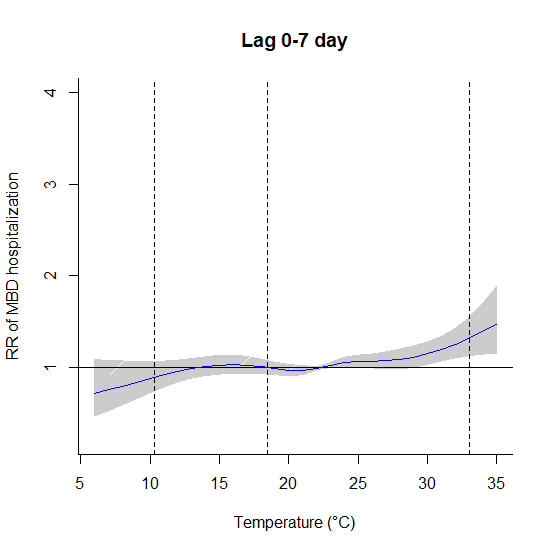 Lag 0-7 day
RR of MBD hospitalization
4
3
2
1
5 10 15 20 25 30 35
Temperature (°C)